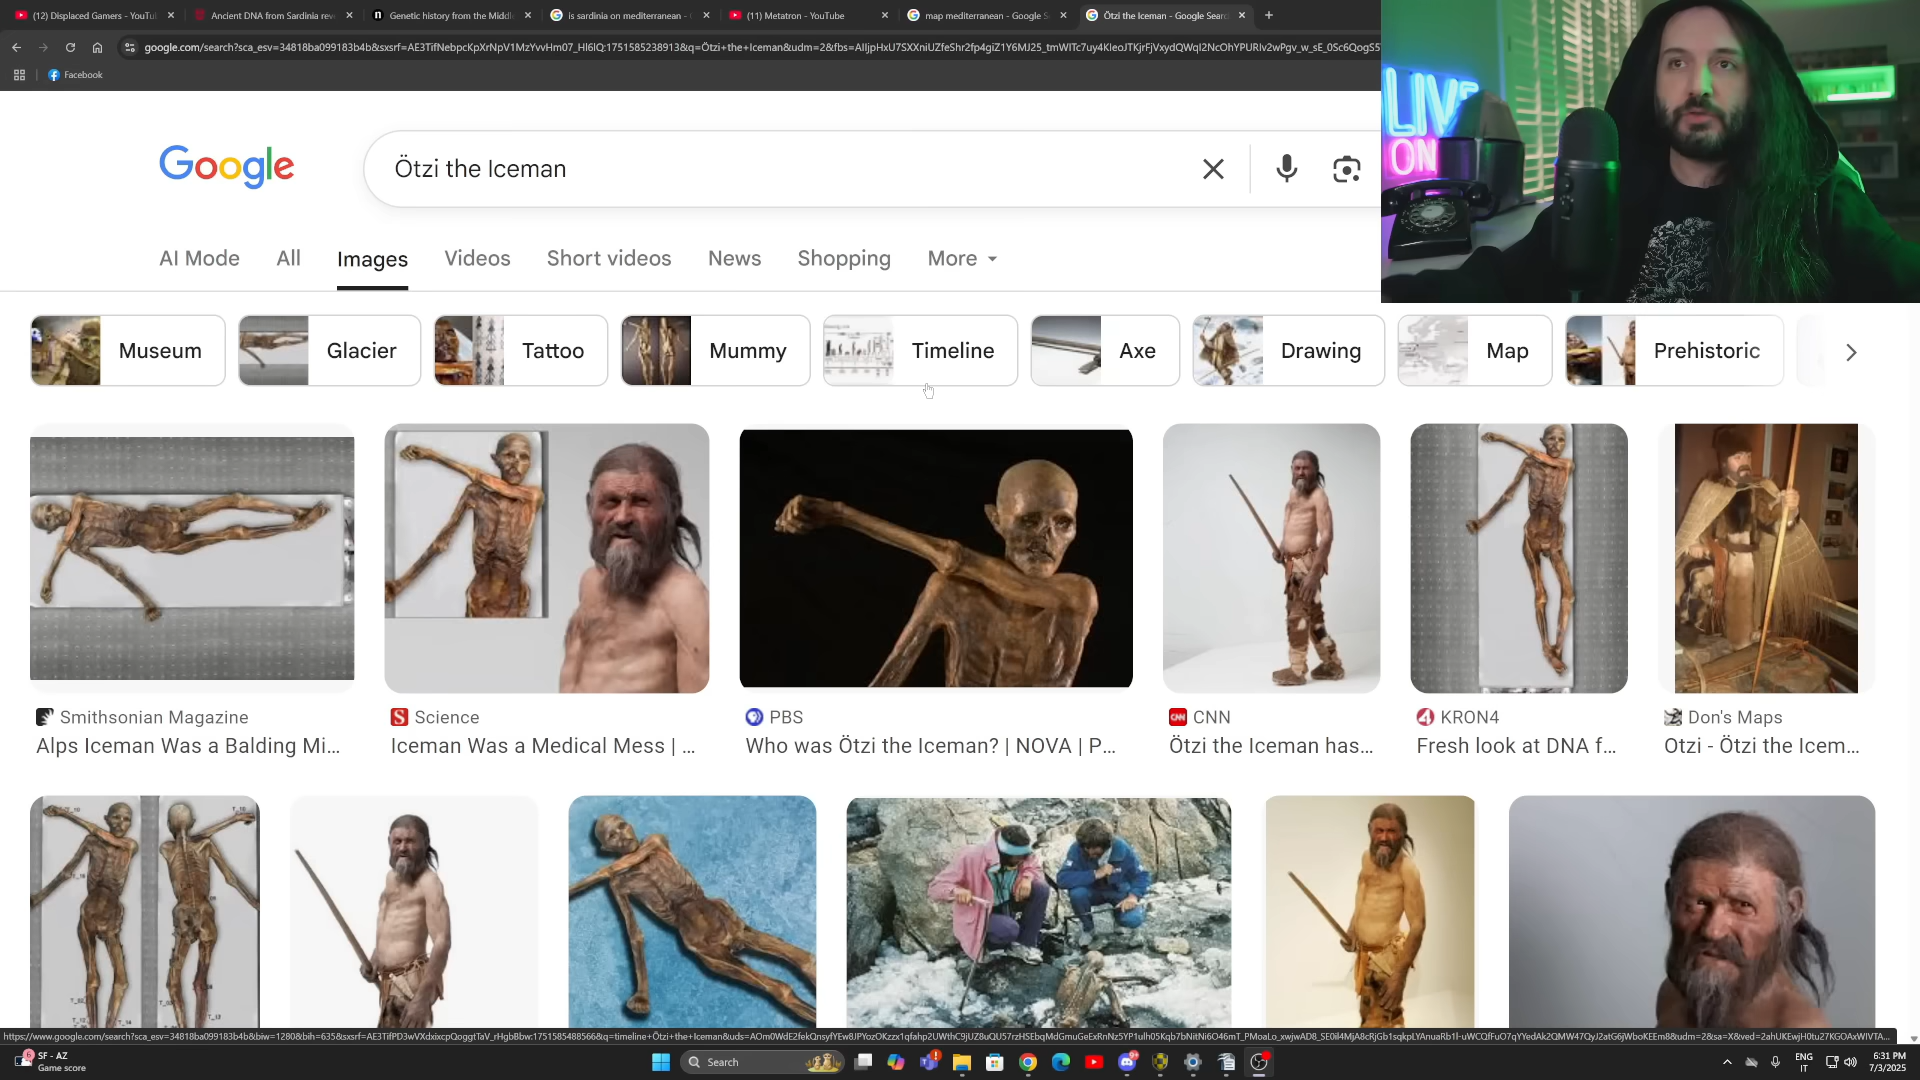 (12) Displaced Gamers - YouTu
Ancient DNA from Sardinia rev
Genetic history from the Middl
is sardinia on mediterranean -
(11) Metatron - YouTube
map mediterranean - Google S
Ötzi the Iceman - Google Sear
Facebook
Google
Ötzi the Iceman
LIVE
ON
AI Mode
All
Images
Videos
Short videos
News
Shopping
More
Museum
Glacier
Tattoo
Mummy
Timeline
Axe
Drawing
Map
Prehistoric
Smithsonian Magazine
Alps Iceman Was a Balding Mi...
Science
Iceman Was a Medical Mess | ...
PBS
Who was Ötzi the Iceman? | NOVA | P...
CNN
Ötzi the Iceman has...
KRON4
Fresh look at DNA f...
Don's Maps
Otzi - Ötzi the Icem...
SF - AZ
Game score
Search
ENG
IT
6:31 PM
7/3/2025